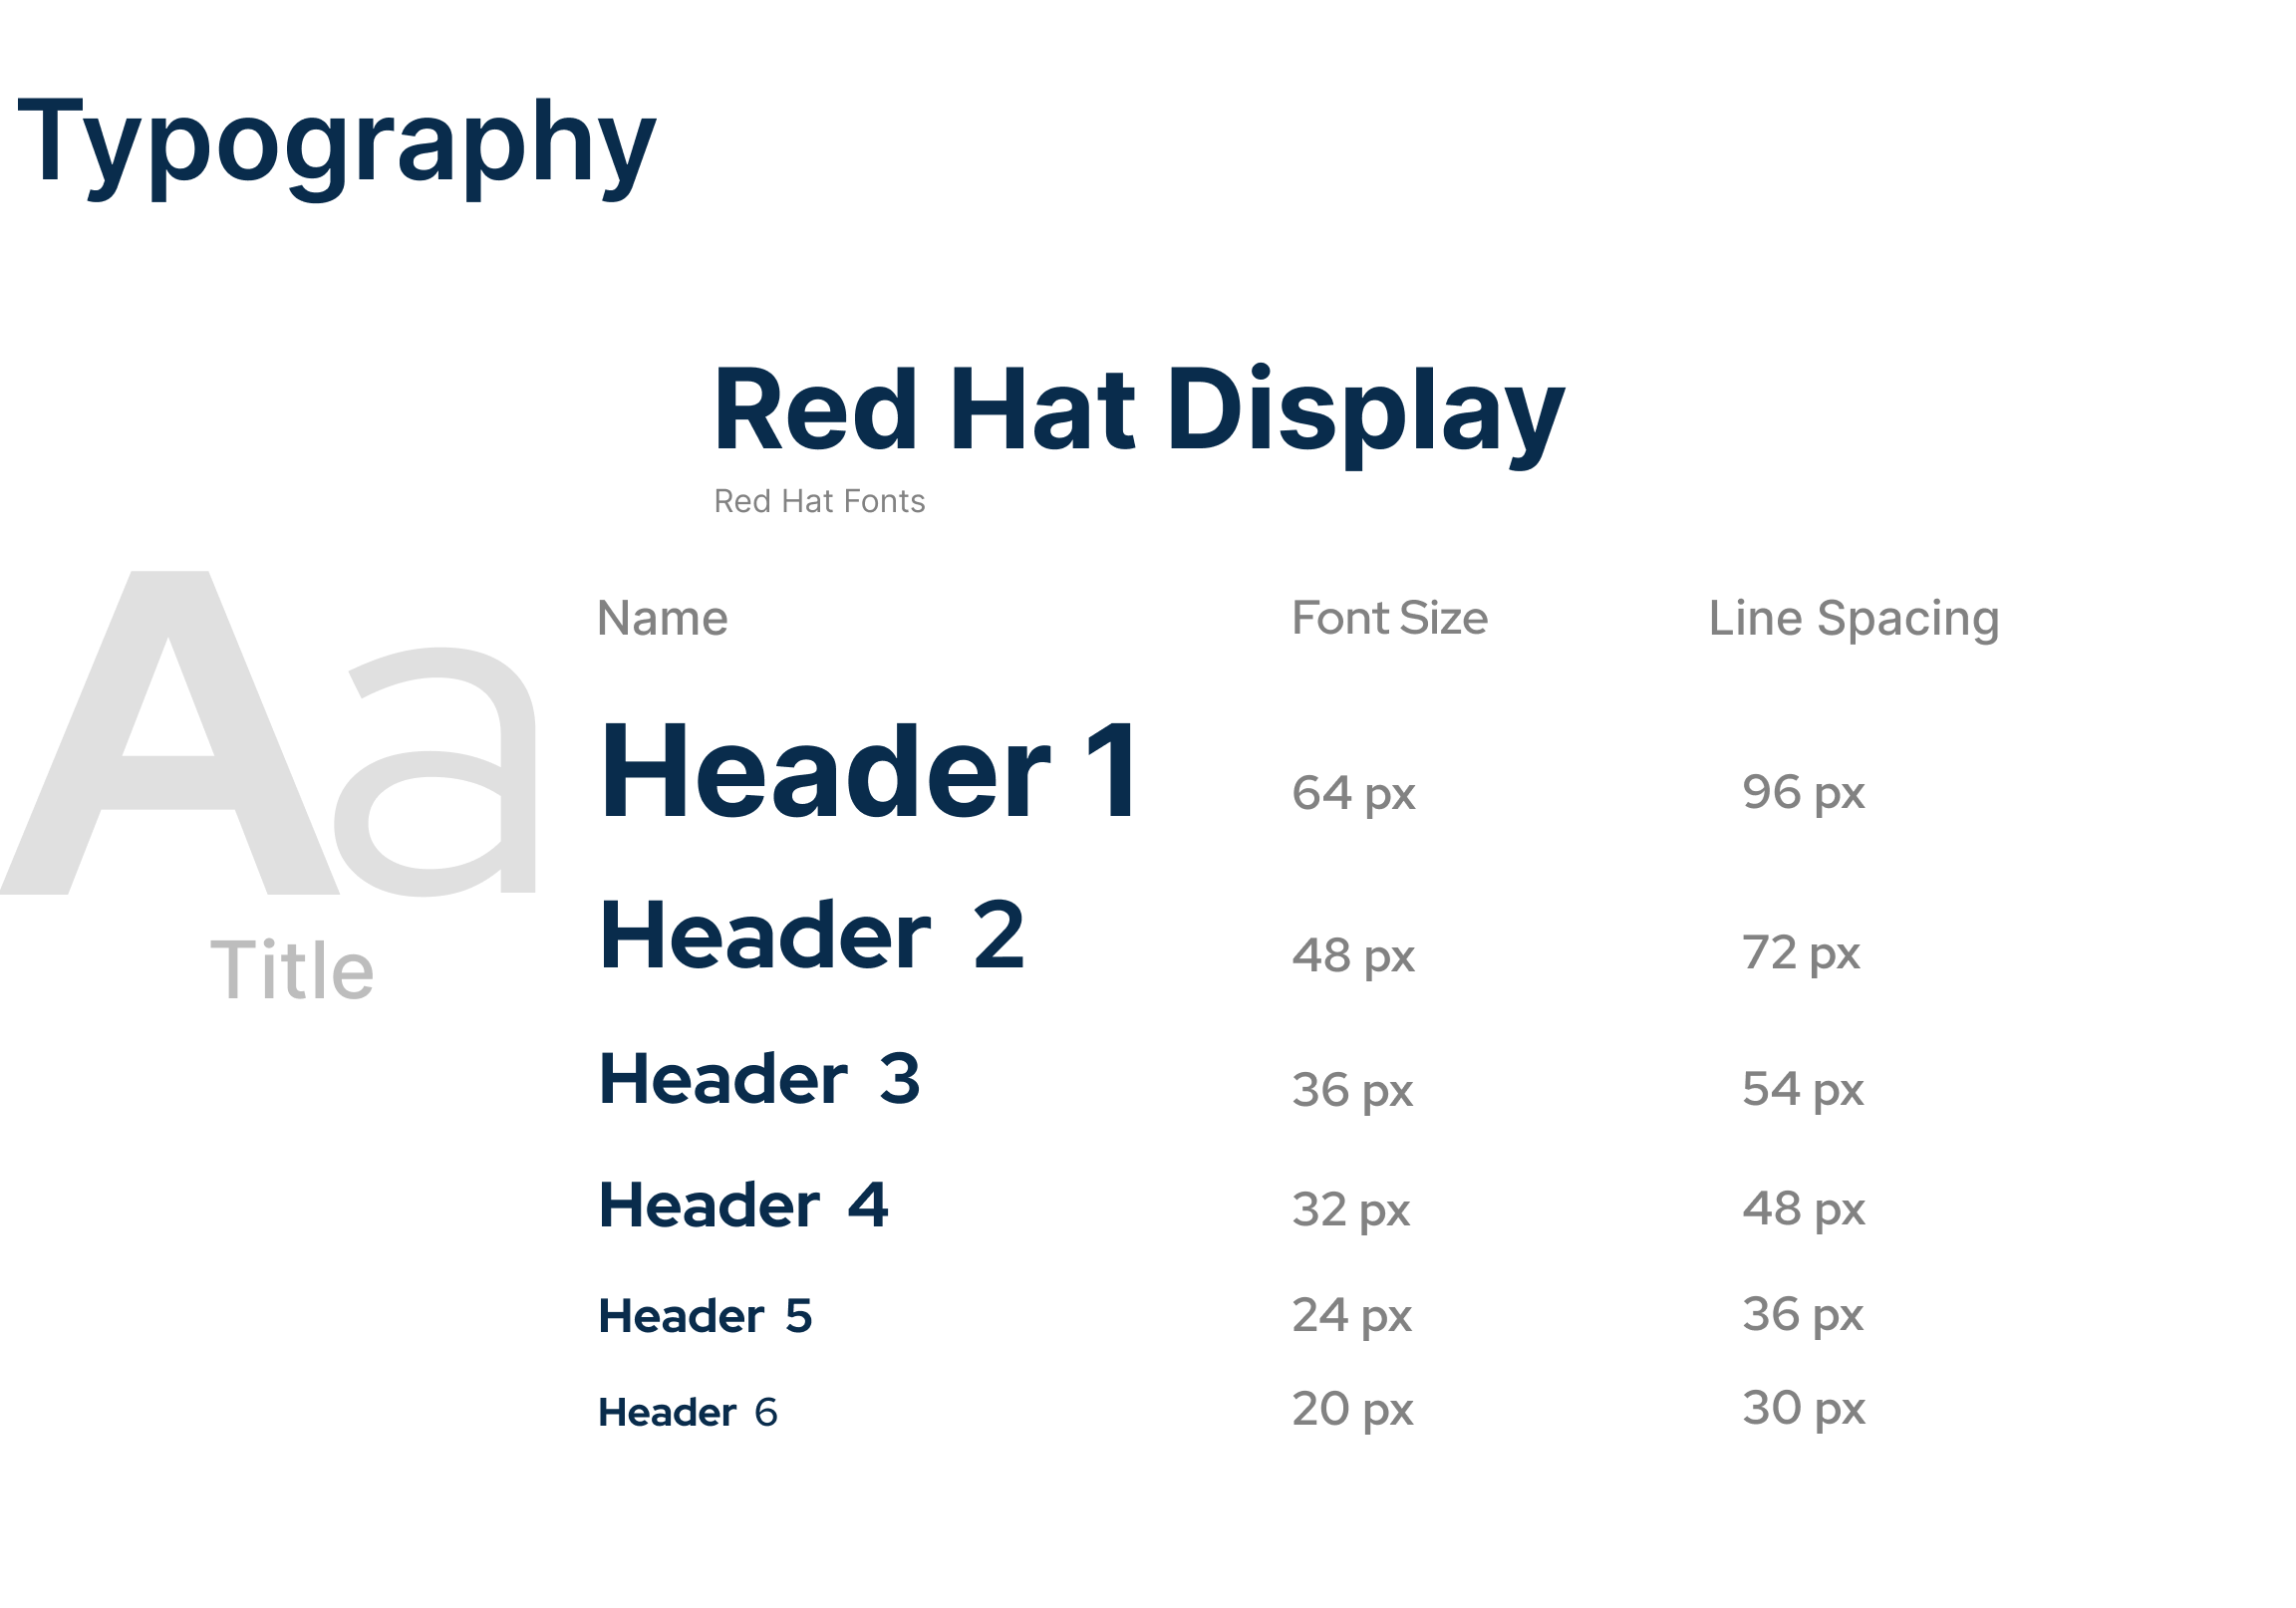 Typography
Red Hat Display
Red Hat Fonts
Aa
Title
Name Font Size Line Spacing
Header 1 64 px 96 px
Header 2 48 px 72 px
Header 3 36 px 54 px
Header 4 32 px 48 px
Header 5 24 px 36 px
Header 6 20 px 30 px